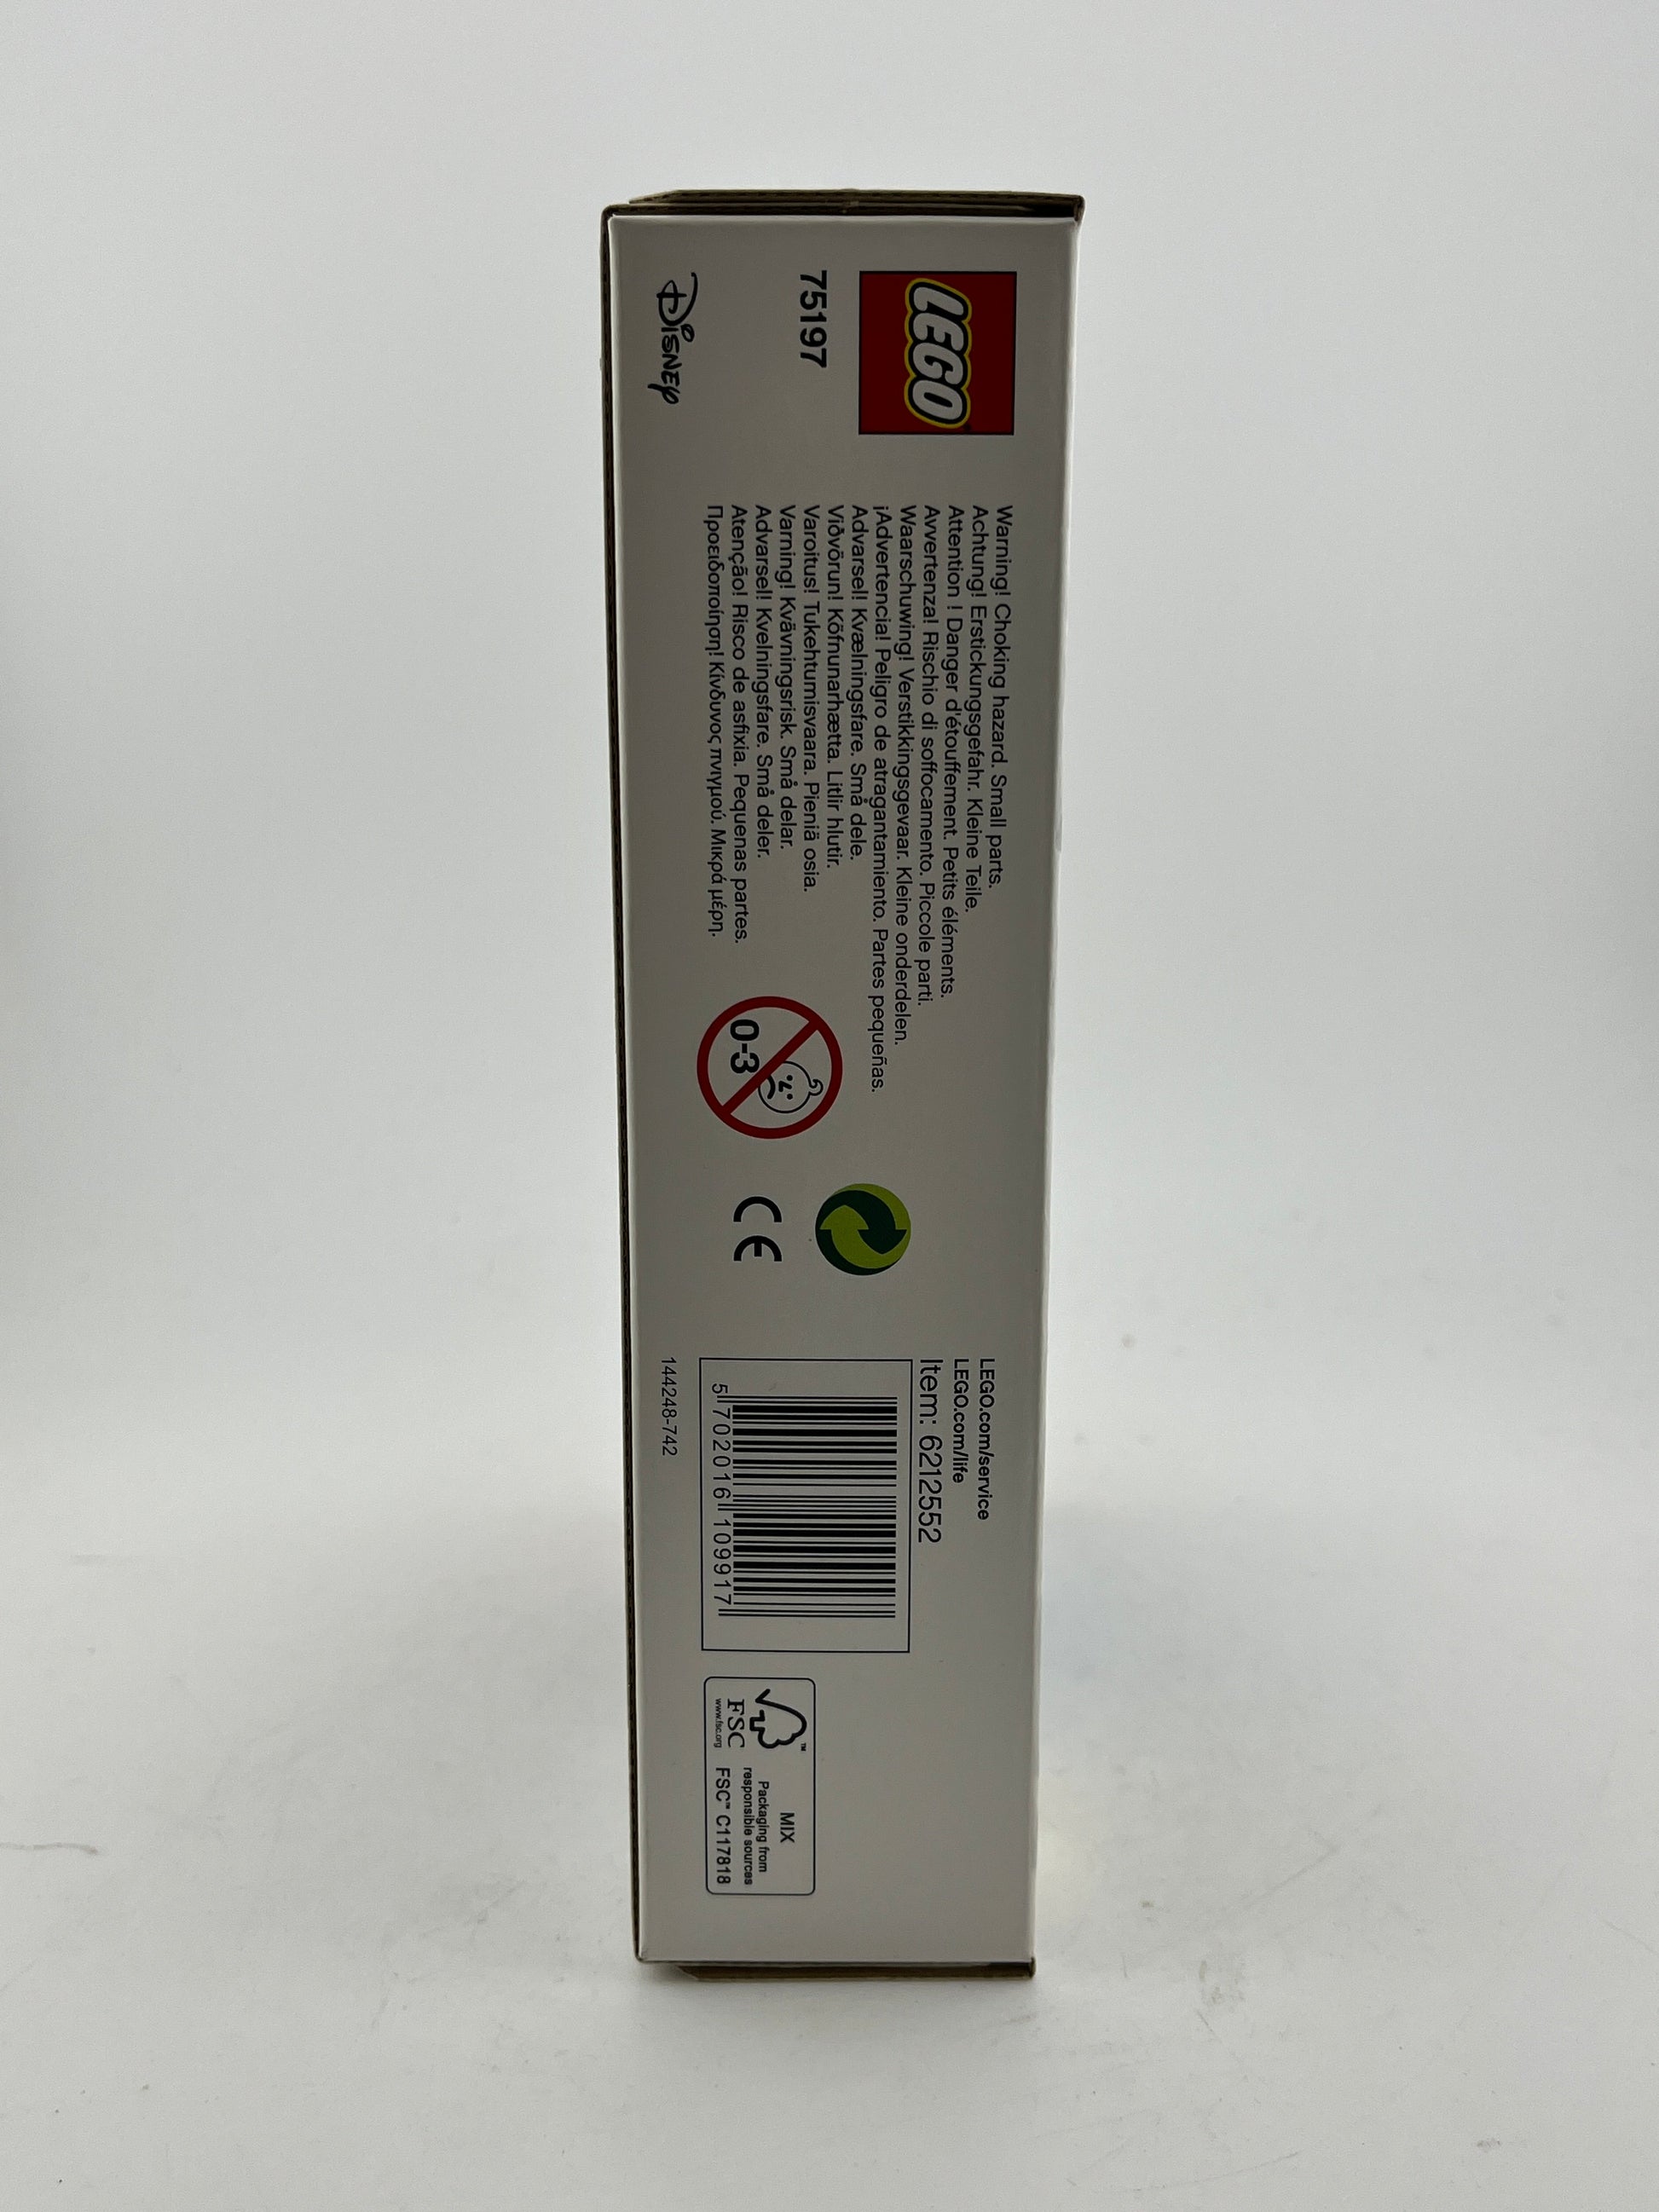 LEGO
75197
Disney
Warning! Choking hazard. Small parts.
Achtung! Erstickungsgefahr. Kleine Teile.
Attention ! Danger d'étouffement. Petits éléments.
Avvertenza! Rischio di soffocamento. Piccole parti.
Waarschuwing! Verstikkingsgevaar. Kleine onderdelen.
¡Advertencia! Peligro de atragantamiento. Partes pequeñas.
Advarsel! Kvælningsfare. Små dele.
Viðvörun! Köfnunarhætta. Litlir hlutir.
Varoitus! Tukehtumisvaara. Pieniä osia.
Varning! Kvävningsrisk. Små delar.
Advarsel! Kvelningsfare. Små deler.
Atenção! Risco de asfixia. Pequenas partes.
Προειδοποίηση! Κίνδυνος πνιγμού. Μικρά μέρη.
0-3
CE
LEGO.com/service
LEGO.com/life
Item: 6212552
5 702016 109917
144248-742
FSC™
www.fsc.org
MIX
Packaging from
responsible sources
FSC™ C117818